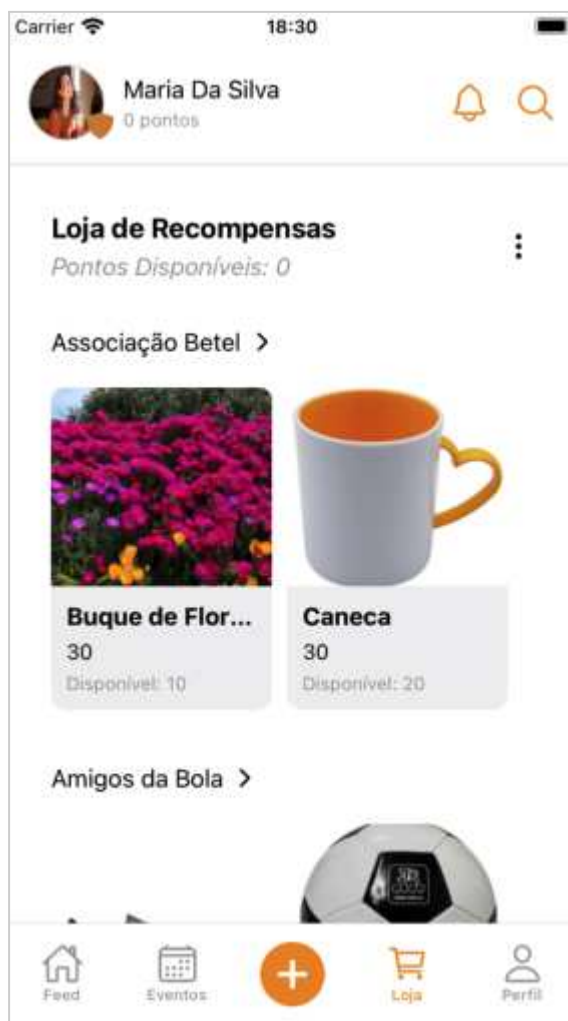 Carrier 18:30
Maria Da Silva
0 pontos
Loja de Recompensas
Pontos Disponíveis: 0
Associação Betel >
Buque de Flor... Caneca
30 30
Disponível: 10 Disponível: 20
Amigos da Bola >
Feed Eventos + Loja Perfil